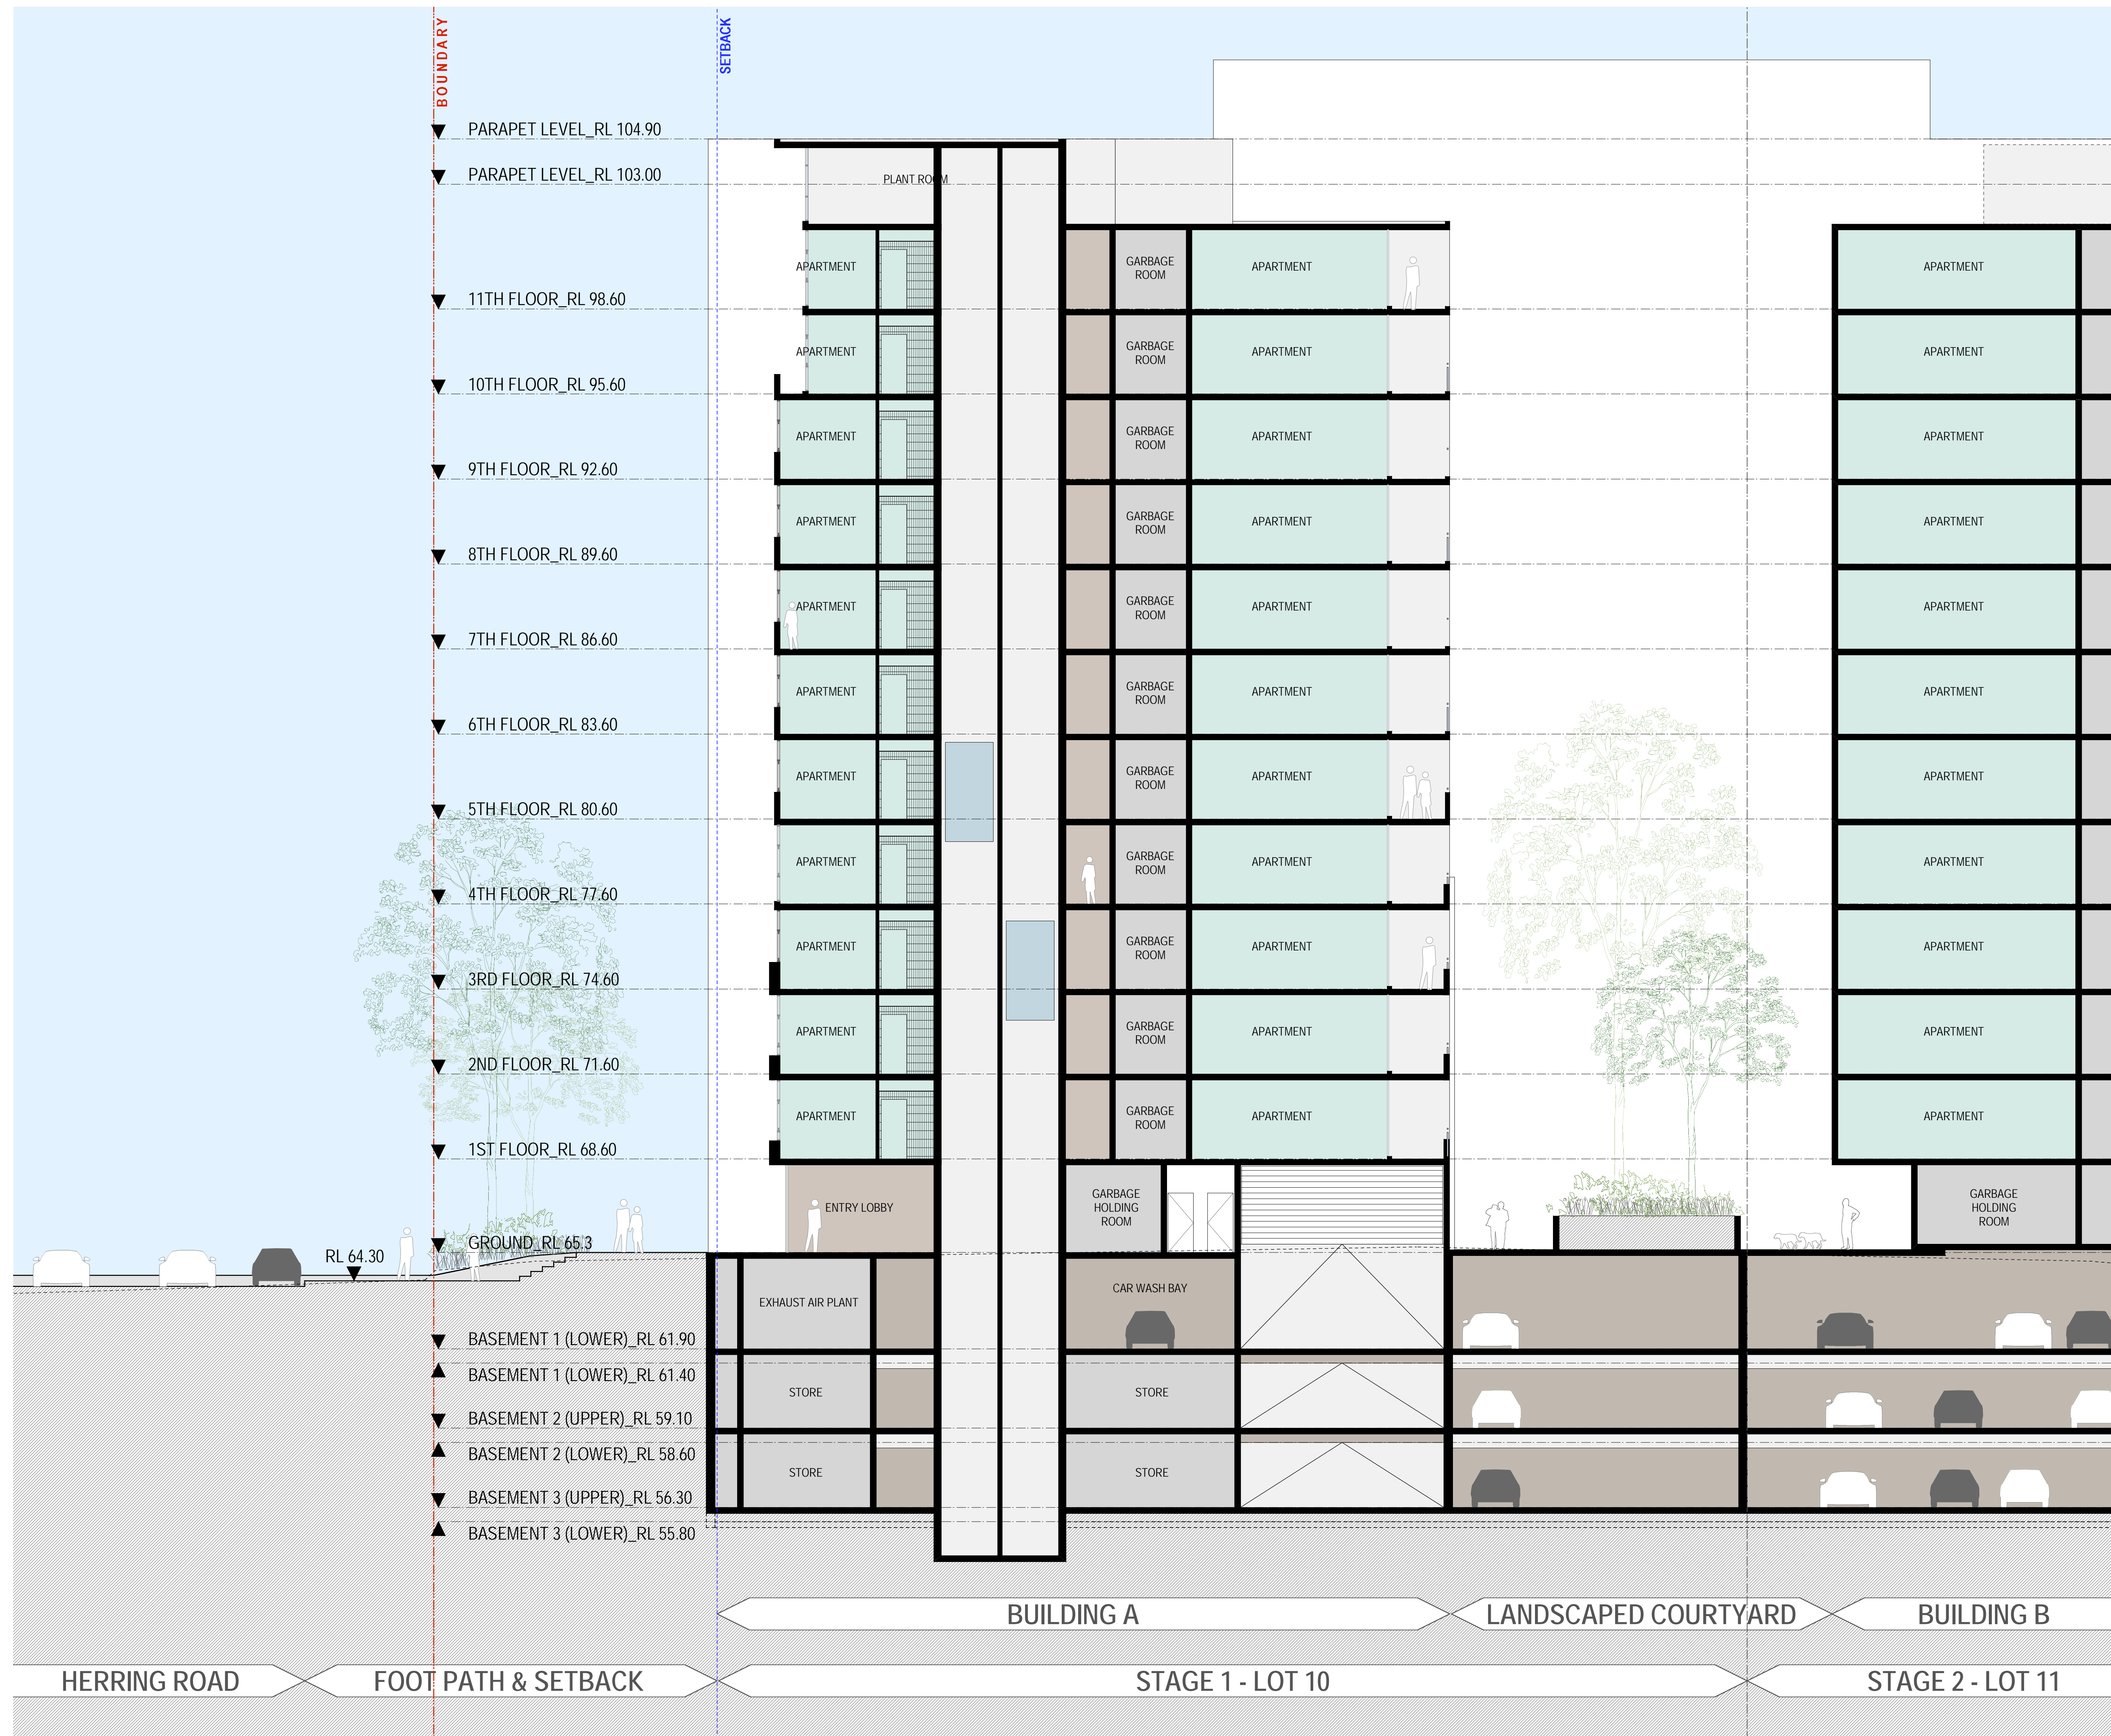 BOUNDARY
SETBACK
PARAPET LEVEL_RL 104.90
PARAPET LEVEL_RL 103.00
PLANT ROOM
APARTMENT
GARBAGE
ROOM
APARTMENT
APARTMENT
11TH FLOOR_RL 98.60
APARTMENT
GARBAGE
ROOM
APARTMENT
APARTMENT
10TH FLOOR_RL 95.60
APARTMENT
GARBAGE
ROOM
APARTMENT
APARTMENT
9TH FLOOR_RL 92.60
APARTMENT
GARBAGE
ROOM
APARTMENT
APARTMENT
8TH FLOOR_RL 89.60
APARTMENT
GARBAGE
ROOM
APARTMENT
APARTMENT
7TH FLOOR_RL 86.60
APARTMENT
GARBAGE
ROOM
APARTMENT
APARTMENT
6TH FLOOR_RL 83.60
APARTMENT
GARBAGE
ROOM
APARTMENT
APARTMENT
5TH FLOOR_RL 80.60
APARTMENT
GARBAGE
ROOM
APARTMENT
APARTMENT
4TH FLOOR_RL 77.60
APARTMENT
GARBAGE
ROOM
APARTMENT
APARTMENT
3RD FLOOR_RL 74.60
APARTMENT
GARBAGE
ROOM
APARTMENT
APARTMENT
2ND FLOOR_RL 71.60
APARTMENT
GARBAGE
ROOM
APARTMENT
APARTMENT
1ST FLOOR_RL 68.60
ENTRY LOBBY
GARBAGE
HOLDING
ROOM
GARBAGE
HOLDING
ROOM
GROUND_RL 65.3
RL 64.30
EXHAUST AIR PLANT
CAR WASH BAY
BASEMENT 1 (LOWER)_RL 61.90
BASEMENT 1 (LOWER)_RL 61.40
STORE
STORE
BASEMENT 2 (UPPER)_RL 59.10
BASEMENT 2 (LOWER)_RL 58.60
STORE
STORE
BASEMENT 3 (UPPER)_RL 56.30
BASEMENT 3 (LOWER)_RL 55.80
BUILDING A
LANDSCAPED COURTYARD
BUILDING B
HERRING ROAD
FOOT PATH & SETBACK
STAGE 1 - LOT 10
STAGE 2 - LOT 11